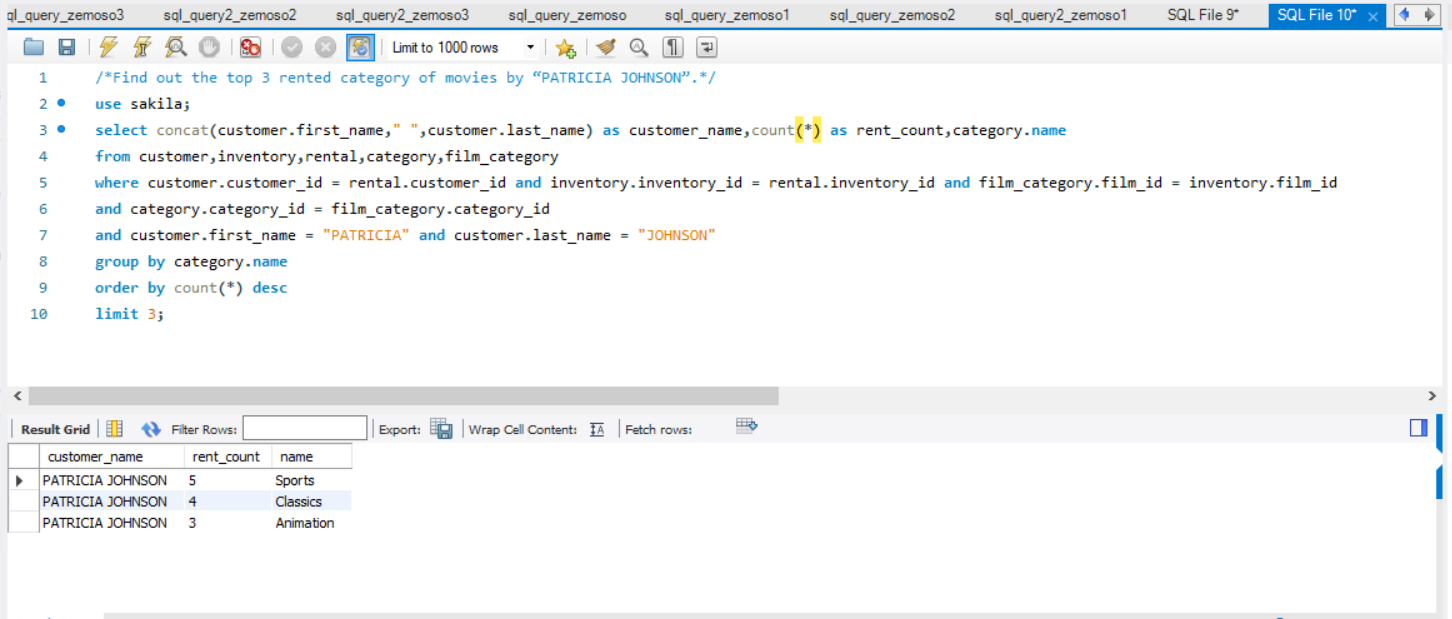 ql_query_zemoso3 sql_query2_zemoso2 sql_query2_zemoso3 sql_query_zemoso sql_query_zemoso1 sql_query_zemoso2 sql_query2_zemoso1 SQL File 9* SQL File 10*
Limit to 1000 rows
1 /*Find out the top 3 rented category of movies by “PATRICIA JOHNSON”.*/
2 use sakila;
3 select concat(customer.first_name," ",customer.last_name) as customer_name,count(*) as rent_count,category.name
4 from customer,inventory,rental,category,film_category
5 where customer.customer_id = rental.customer_id and inventory.inventory_id = rental.inventory_id and film_category.film_id = inventory.film_id
6 and category.category_id = film_category.category_id
7 and customer.first_name = "PATRICIA" and customer.last_name = "JOHNSON"
8 group by category.name
9 order by count(*) desc
10 limit 3;
Result Grid Filter Rows: Export: Wrap Cell Content: IA Fetch rows:
customer_name rent_count name
PATRICIA JOHNSON 5 Sports
PATRICIA JOHNSON 4 Classics
PATRICIA JOHNSON 3 Animation